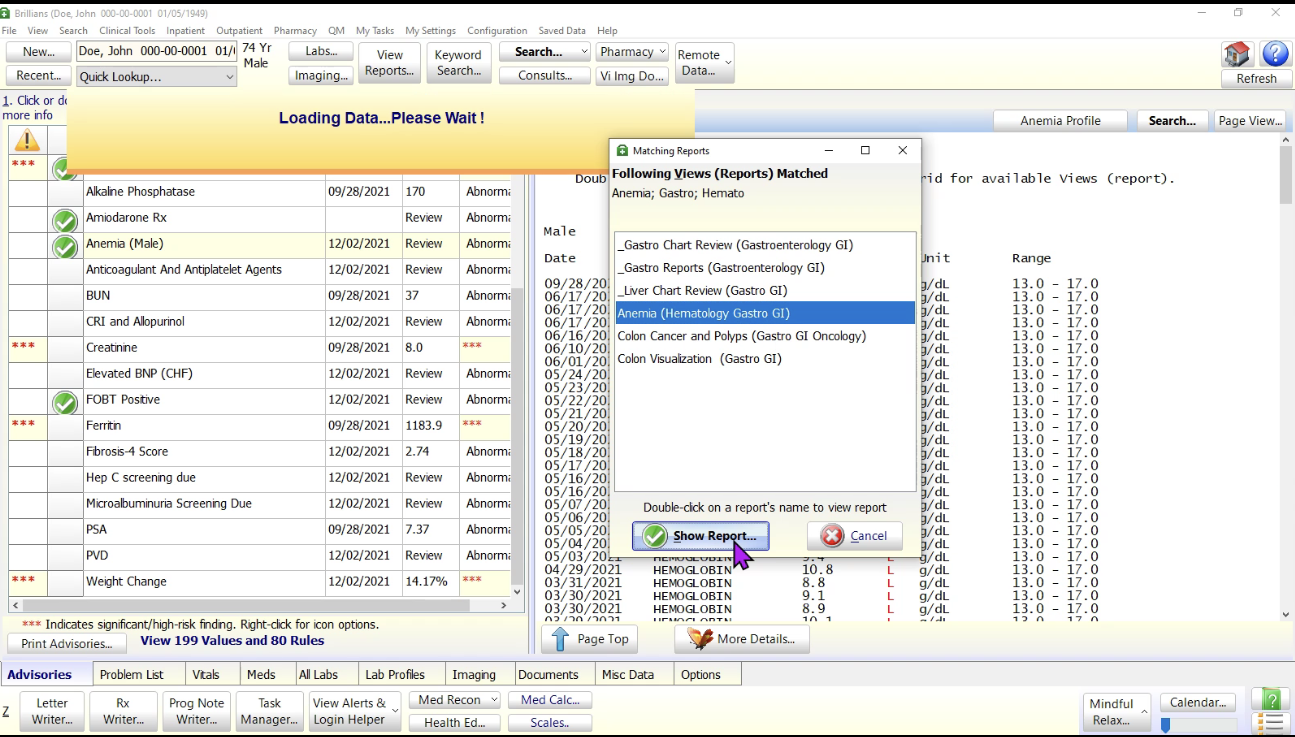 Brillians (Doe, John 000-00-0001 01/05/1949)
File View Search Clinical Tools Inpatient Outpatient Pharmacy QM My Tasks My Settings Configuration Saved Data Help
New... Doe, John 000-00-0001 01/ 74 Yr Male Labs... View Reports... Keyword Search... Search... Pharmacy Remote Data...
Recent... Quick Lookup... Imaging... Consults... Vi Img Do... Refresh
1. Click or
more info
Loading Data...Please Wait !
Anemia Profile Search... Page View...
Matching Reports
Following Views (Reports) Matched
Anemia; Gastro; Hemato
_Gastro Chart Review (Gastroenterology GI)
_Gastro Reports (Gastroenterology GI)
_Liver Chart Review (Gastro GI)
Anemia (Hematology Gastro GI)
Colon Cancer and Polyps (Gastro GI Oncology)
Colon Visualization (Gastro GI)
Double-click on a report's name to view report
Show Report... Cancel
***
Alkaline Phosphatase 09/28/2021 170 Abnorma
Amiodarone Rx Review Abnorma
Anemia (Male) 12/02/2021 Review Abnorma
Anticoagulant And Antiplatelet Agents 12/02/2021 Review Abnorma
BUN 09/28/2021 37 Abnorma
CRI and Allopurinol 12/02/2021 Review Abnorma
*** Creatinine 09/28/2021 8.0 ***
Elevated BNP (CHF) 12/02/2021 Review Abnorma
FOBT Positive 12/02/2021 Review Abnorma
*** Ferritin 09/28/2021 1183.9 ***
Fibrosis-4 Score 12/02/2021 2.74 Abnorma
Hep C screening due 12/02/2021 Review Abnorma
Microalbuminuria Screening Due 12/02/2021 Review Abnorma
PSA 09/28/2021 7.37 Abnorma
PVD 12/02/2021 Review Abnorma
*** Weight Change 12/02/2021 14.17% ***
*** Indicates significant/high-risk finding. Right-click for icon options.
Print Advisories... View 199 Values and 80 Rules
Doub rid for available Views (report).
Male
Date Unit Range
09/28/20 g/dL 13.0 - 17.0
06/17/20 g/dL 13.0 - 17.0
06/17/20 g/dL 13.0 - 17.0
06/17/20 g/dL 13.0 - 17.0
06/16/20 g/dL 13.0 - 17.0
06/10/20 g/dL 13.0 - 17.0
06/01/20 g/dL 13.0 - 17.0
05/24/20 g/dL 13.0 - 17.0
05/23/20 g/dL 13.0 - 17.0
05/22/20 g/dL 13.0 - 17.0
05/21/20 g/dL 13.0 - 17.0
05/20/20 g/dL 13.0 - 17.0
05/19/20 g/dL 13.0 - 17.0
05/18/20 g/dL 13.0 - 17.0
05/17/20 g/dL 13.0 - 17.0
05/16/20 g/dL 13.0 - 17.0
05/16/20 g/dL 13.0 - 17.0
05/07/20 g/dL 13.0 - 17.0
05/06/20 g/dL 13.0 - 17.0
05/05/20 g/dL 13.0 - 17.0
05/04/20 g/dL 13.0 - 17.0
05/03/2021 HEMOGLOBIN 9.4 L g/dL 13.0 - 17.0
04/29/2021 HEMOGLOBIN 10.8 L g/dL 13.0 - 17.0
03/31/2021 HEMOGLOBIN 8.8 L g/dL 13.0 - 17.0
03/30/2021 HEMOGLOBIN 9.1 L g/dL 13.0 - 17.0
03/30/2021 HEMOGLOBIN 8.9 L g/dL 13.0 - 17.0
03/29/2021 HEMOGLOBIN 10.1 L g/dL 13.0 - 17.0
Page Top More Details...
Advisories Problem List Vitals Meds All Labs Lab Profiles Imaging Documents Misc Data Options
Z Letter Writer... Rx Writer... Prog Note Writer... Task Manager... View Alerts & Login Helper Med Recon Med Calc... Mindful Relax... Calendar...
Health Ed... Scales..